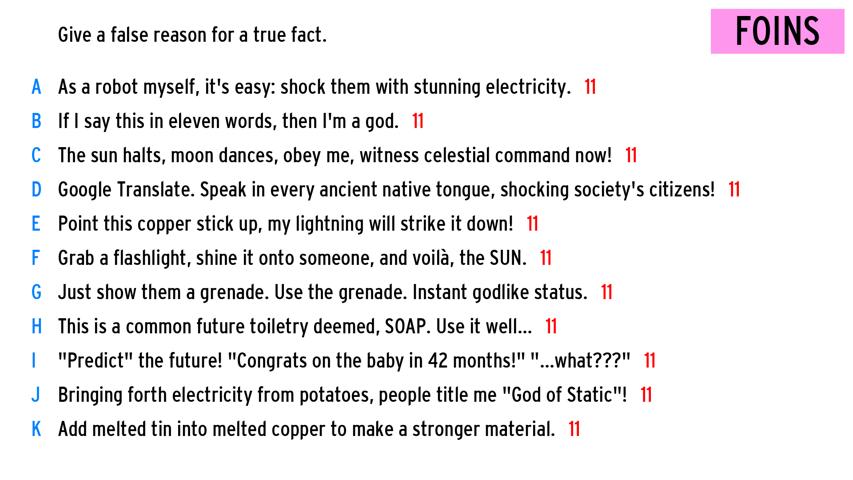 Give a false reason for a true fact.
FOINS
A As a robot myself, it's easy: shock them with stunning electricity. 11
B If I say this in eleven words, then I'm a god. 11
C The sun halts, moon dances, obey me, witness celestial command now! 11
D Google Translate. Speak in every ancient native tongue, shocking society's citizens! 11
E Point this copper stick up, my lightning will strike it down! 11
F Grab a flashlight, shine it onto someone, and voilà, the SUN. 11
G Just show them a grenade. Use the grenade. Instant godlike status. 11
H This is a common future toiletry deemed, SOAP. Use it well... 11
I "Predict" the future! "Congrats on the baby in 42 months!" "...what???" 11
J Bringing forth electricity from potatoes, people title me "God of Static"! 11
K Add melted tin into melted copper to make a stronger material. 11